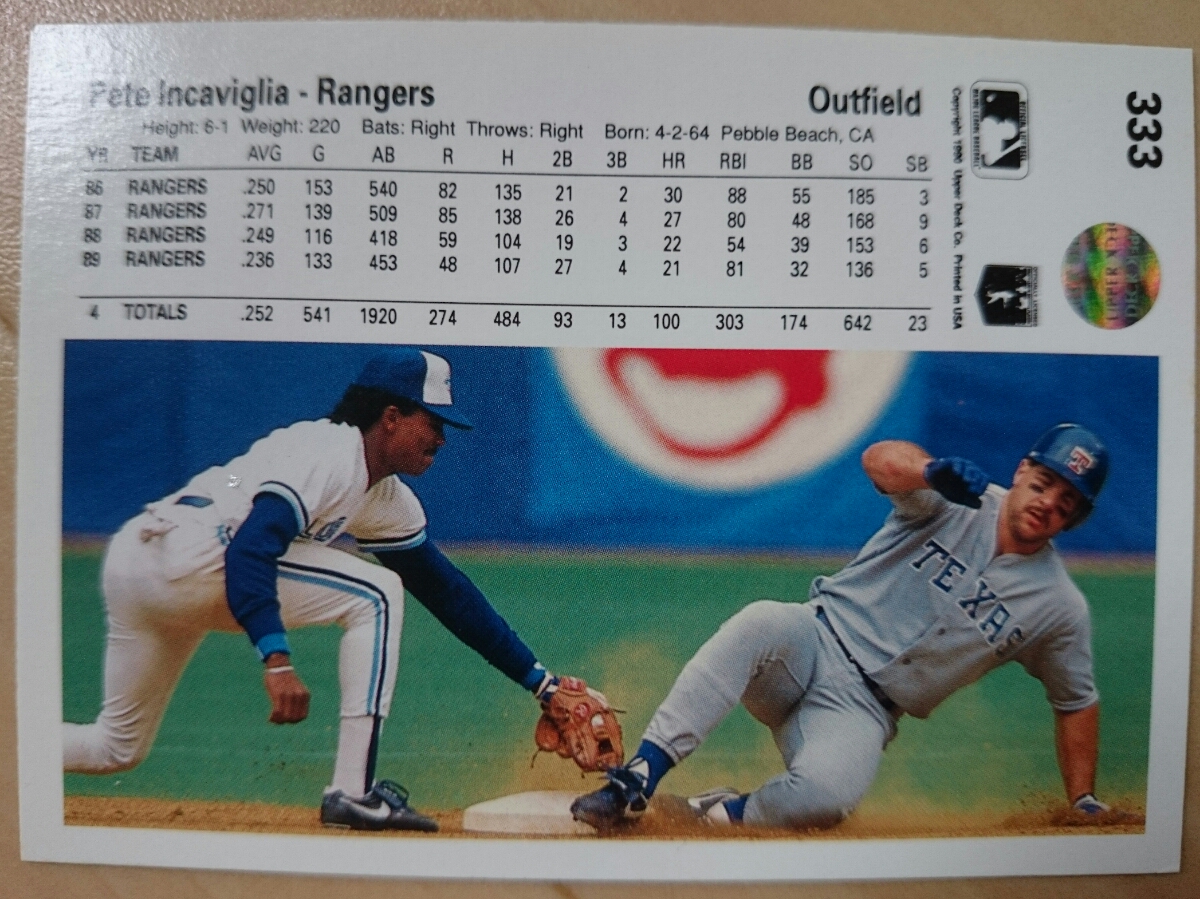 Pete Incaviglia - Rangers Outfield
Height: 6-1 Weight: 220 Bats: Right Throws: Right Born: 4-2-64 Pebble Beach, CA
YR TEAM AVG G AB R H 2B 3B HR RBI BB SO SB
86 RANGERS .250 153 540 82 135 21 2 30 88 55 185 3
87 RANGERS .271 139 509 85 138 26 4 27 80 48 168 9
88 RANGERS .249 116 418 59 104 19 3 22 54 39 153 6
89 RANGERS .236 133 453 48 107 27 4 21 81 32 136 5
4 TOTALS .252 541 1920 274 484 93 13 100 303 174 642 23
Copyright 1990 Upper Deck Co. Printed in USA
333
UPPER DECK
TEXAS
T